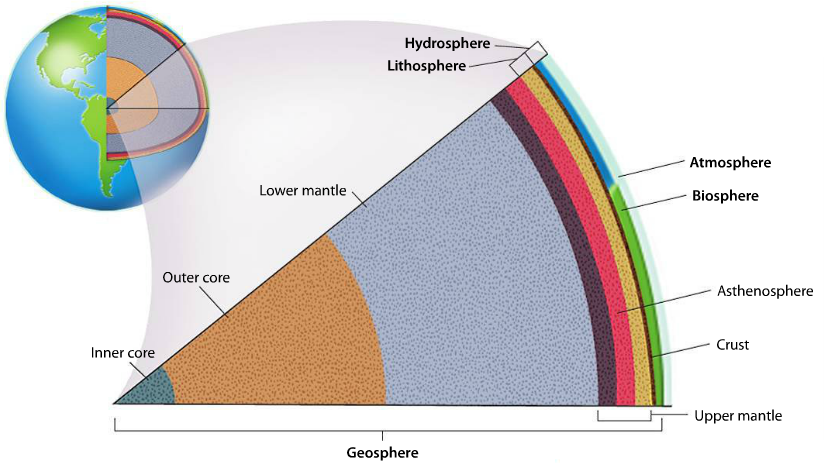 Hydrosphere
Lithosphere
Atmosphere
Lower mantle
Biosphere
Outer core
Asthenosphere
Inner core
Crust
Upper mantle
Geosphere